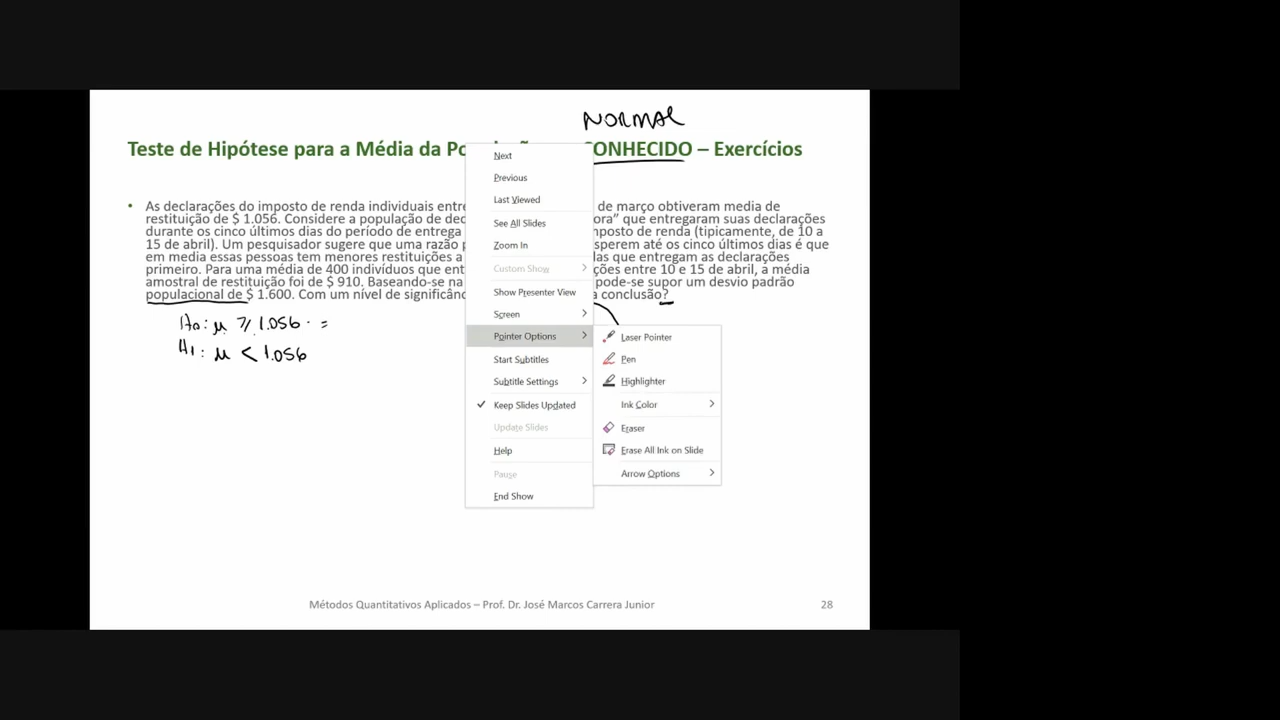 NORMAL
Teste de Hipótese para a Média da Po CONHECIDO – Exercícios
• As declarações do imposto de renda individuais entre de março obtiveram media de
restituição de $ 1.056. Considere a população de dec ora” que entregaram suas declarações
durante os cinco últimos dias do período de entrega mposto de renda (tipicamente, de 10 a
15 de abril). Um pesquisador sugere que uma razão p sperem até os cinco últimos dias é que
em media essas pessoas tem menores restituições a las que entregam as declarações
primeiro. Para uma média de 400 indivíduos que ent ções entre 10 e 15 de abril, a média
amostral de restituição foi de $ 910. Baseando-se na pode-se supor um desvio padrão
populacional de $ 1.600. Com um nível de significânc a conclusão?
H0: μ ≥ 1.056 · =
H1: μ < 1.056
Next
Previous
Last Viewed
See All Slides
Zoom In
Custom Show
Show Presenter View
Screen
Pointer Options
Start Subtitles
Subtitle Settings
Keep Slides Updated
Update Slides
Help
Pause
End Show
Laser Pointer
Pen
Highlighter
Ink Color
Eraser
Erase All Ink on Slide
Arrow Options
Métodos Quantitativos Aplicados – Prof. Dr. José Marcos Carrera Junior
28